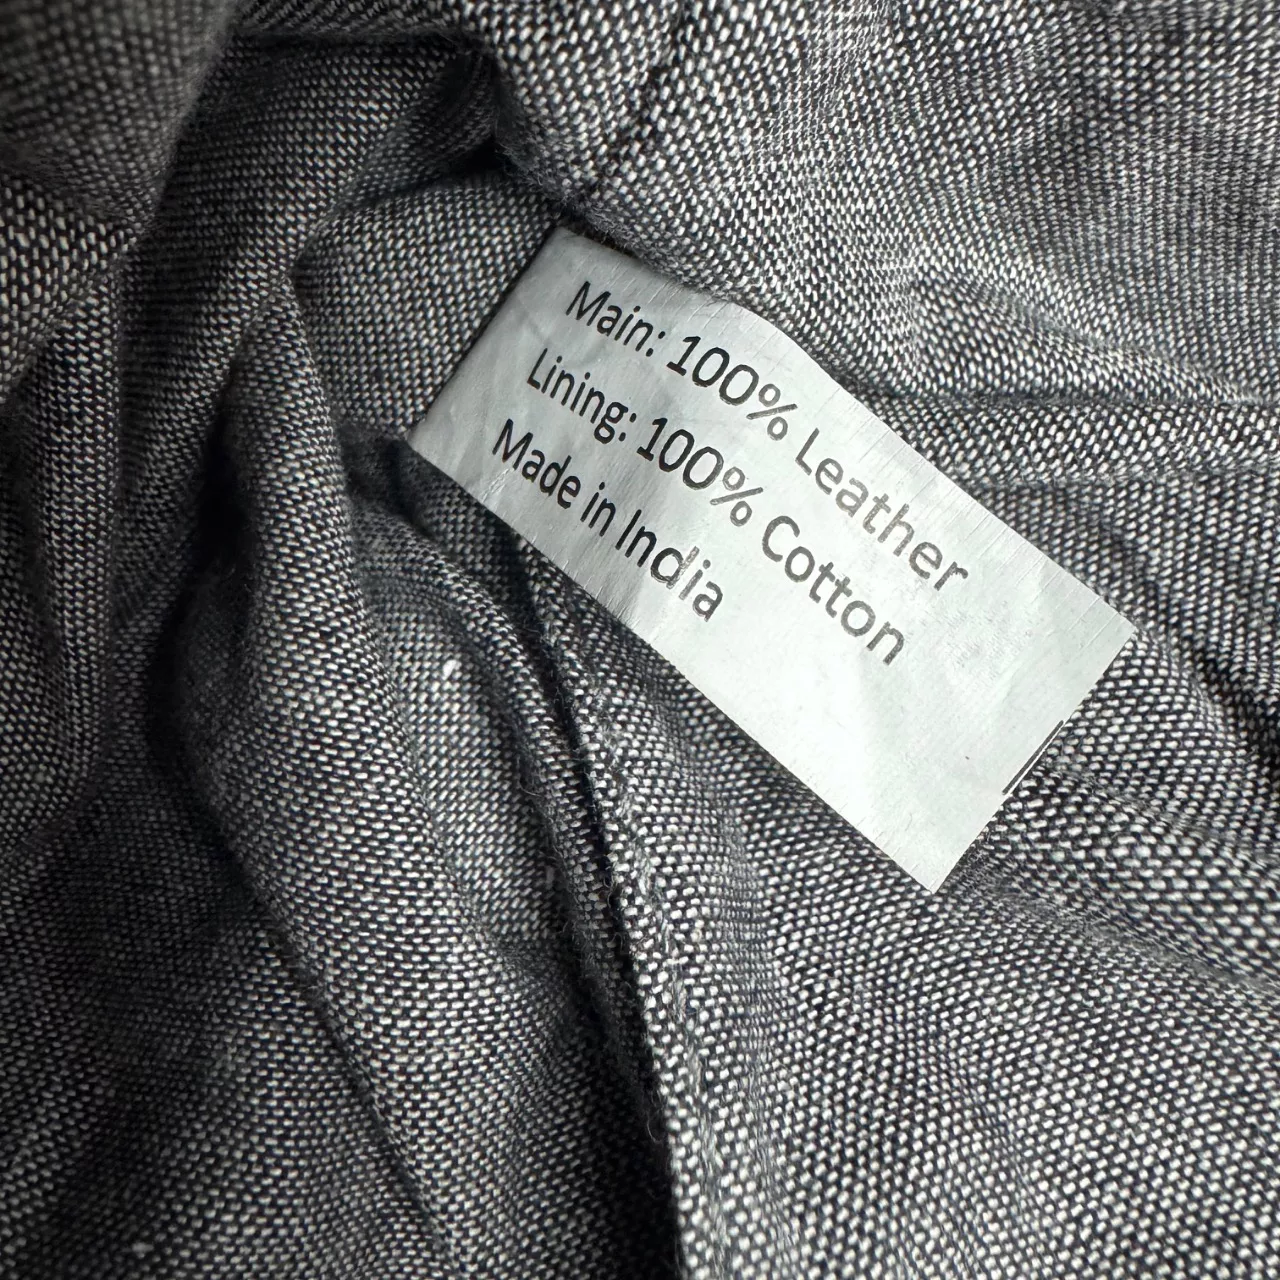 Main: 100% Leather
Lining: 100% Cotton
Made in India